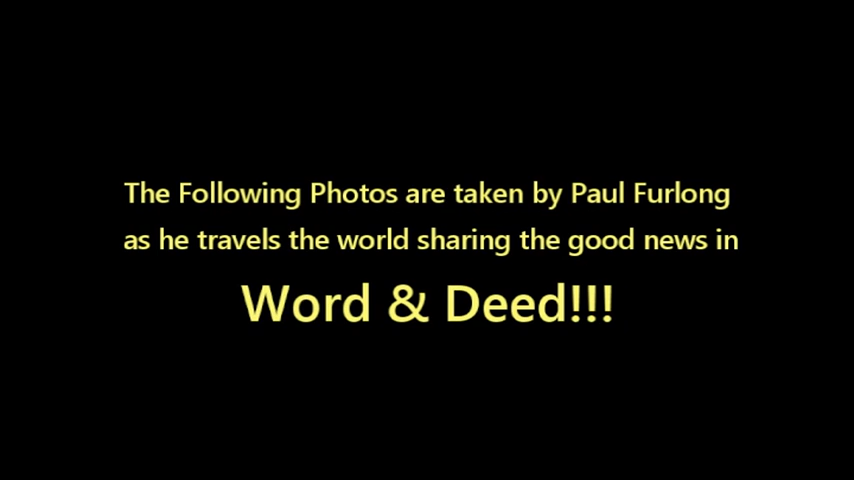 The Following Photos are taken by Paul Furlong
as he travels the world sharing the good news in
Word & Deed!!!